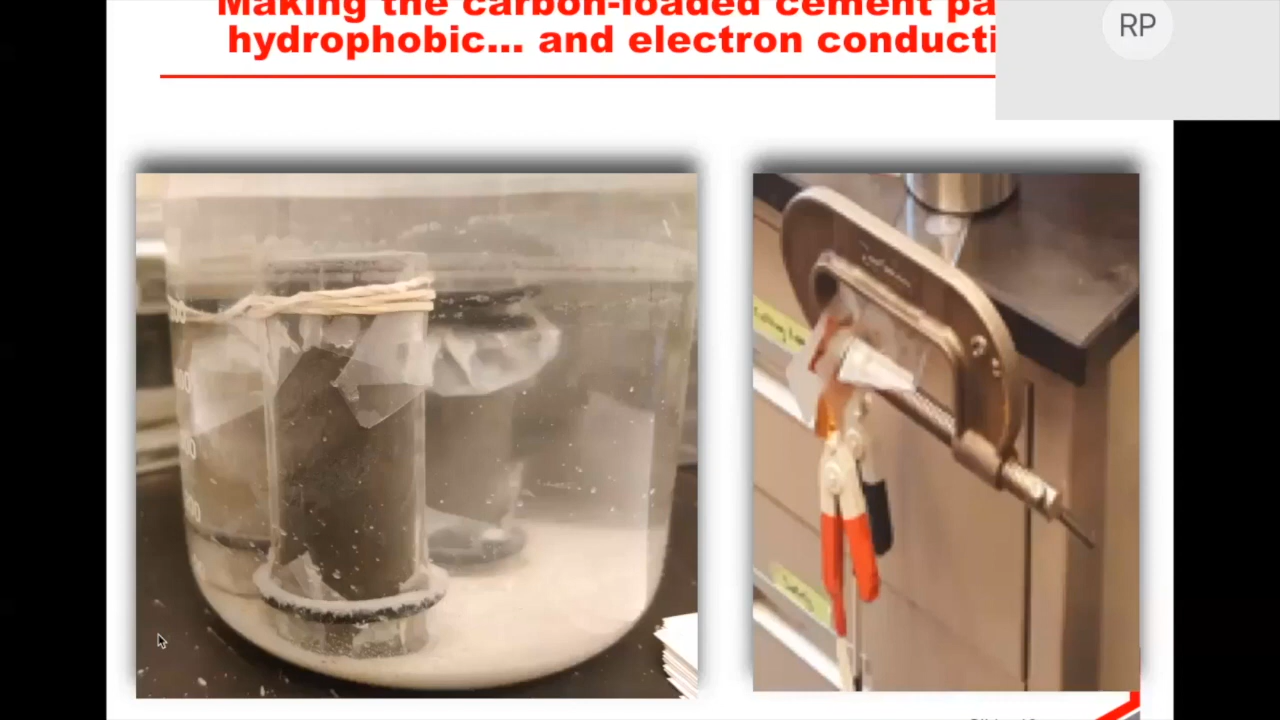 Making the carbon-loaded cement pa
hydrophobic... and electron conducti
RP